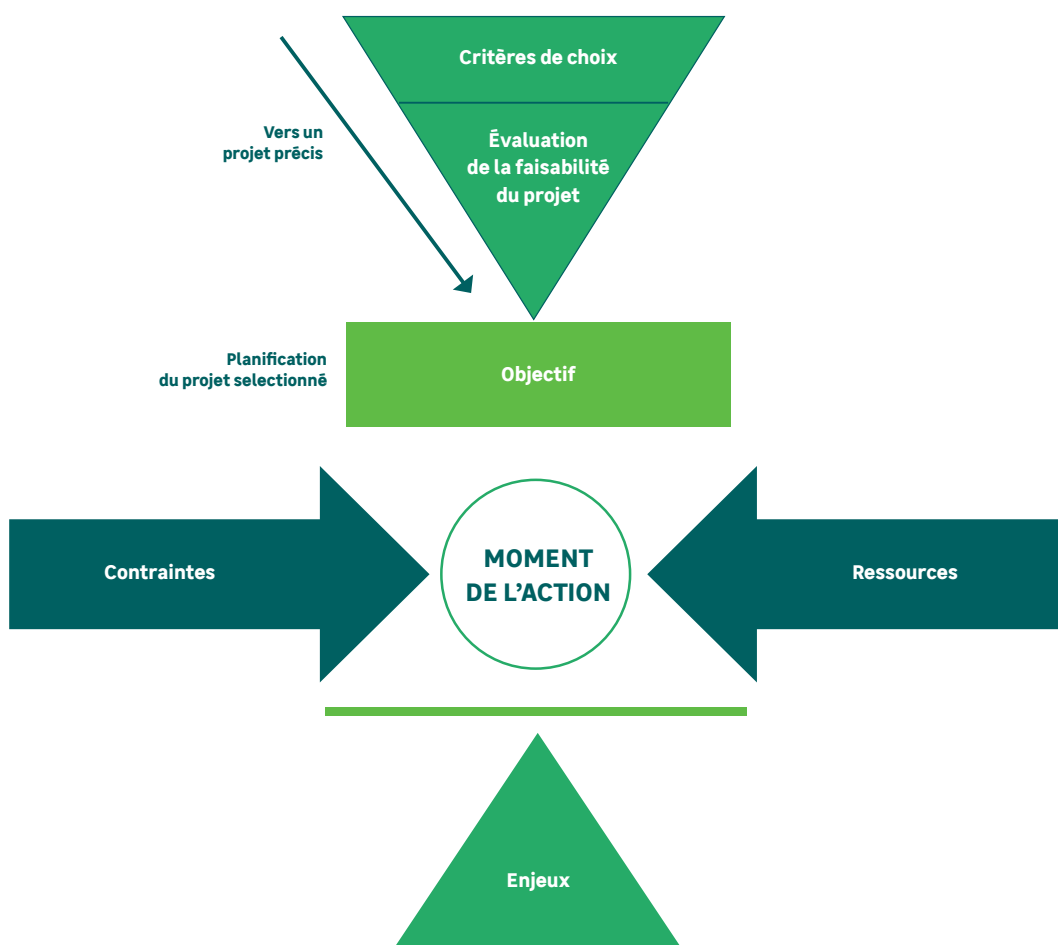 Critères de choix
Vers un
projet précis
Évaluation
de la faisabilité
du projet
Planification
du projet selectionné
Objectif
Contraintes
MOMENT
DE L’ACTION
Ressources
Enjeux